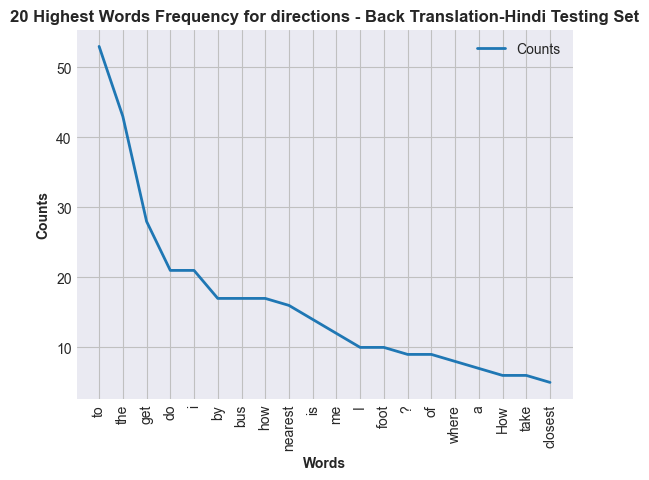 20 Highest Words Frequency for directions - Back Translation-Hindi Testing Set
Counts
50
40
30
20
10
Counts
to
the
get
do
i
by
bus
how
nearest
is
me
I
foot
?
of
where
a
How
take
closest
Words